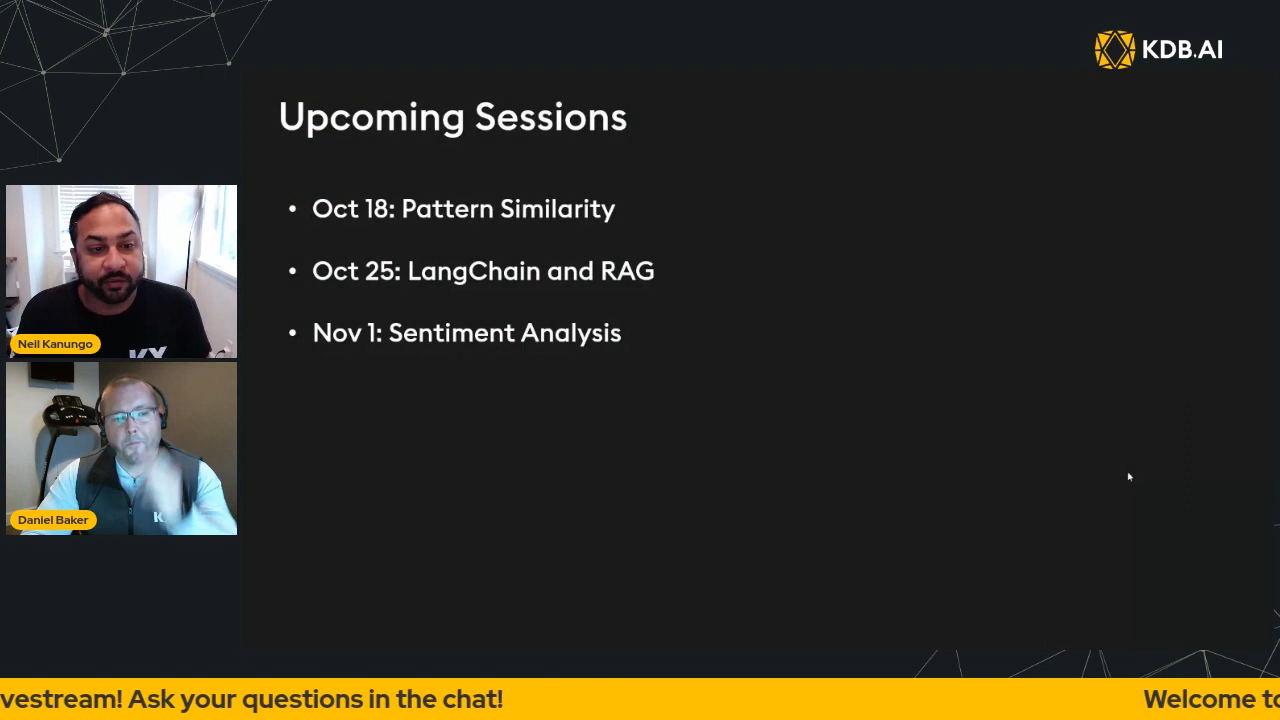 KDB.AI
Upcoming Sessions
• Oct 18: Pattern Similarity
• Oct 25: LangChain and RAG
• Nov 1: Sentiment Analysis
KX
Neil Kanungo
K
Daniel Baker
vestream! Ask your questions in the chat!
Welcome to